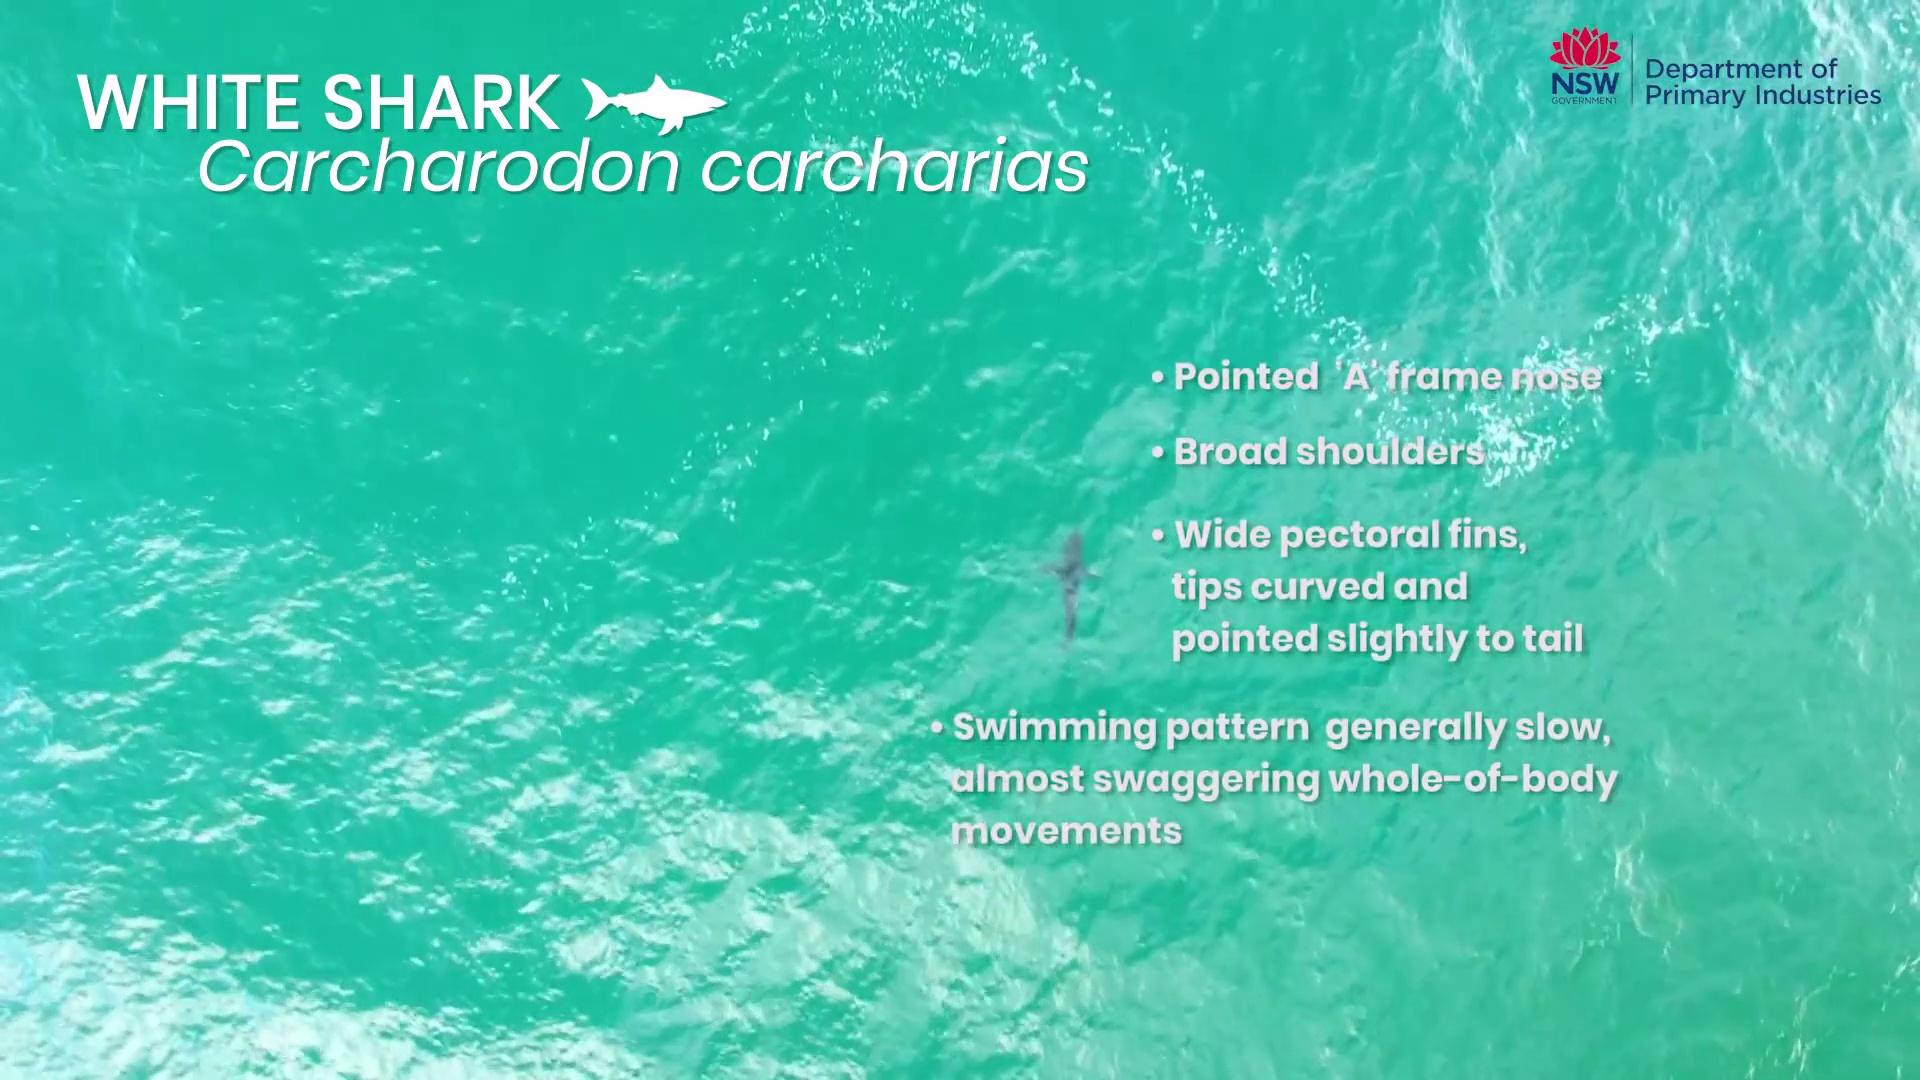 WHITE SHARK
Carcharodon carcharias
NSW
GOVERNMENT
Department of
Primary Industries
• Pointed 'A' frame nose
• Broad shoulders
• Wide pectoral fins,
tips curved and
pointed slightly to tail
• Swimming pattern generally slow,
almost swaggering whole-of-body
movements